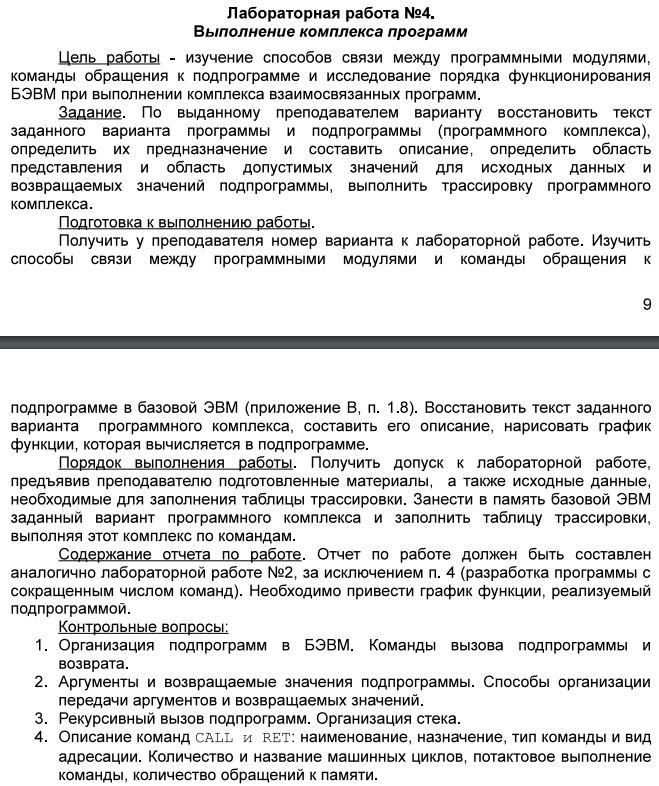 Лабораторная работа №4.
Выполнение комплекса программ
Цель работы - изучение способов связи между программными модулями,
команды обращения к подпрограмме и исследование порядка функционирования
БЭВМ при выполнении комплекса взаимосвязанных программ.
Задание. По выданному преподавателем варианту восстановить текст
заданного варианта программы и подпрограммы (программного комплекса),
определить их предназначение и составить описание, определить область
представления и область допустимых значений для исходных данных и
возвращаемых значений подпрограммы, выполнить трассировку программного
комплекса.
Подготовка к выполнению работы.
Получить у преподавателя номер варианта к лабораторной работе. Изучить
способы связи между программными модулями и команды обращения к
9
подпрограмме в базовой ЭВМ (приложение В, п. 1.8). Восстановить текст заданного
варианта программного комплекса, составить его описание, нарисовать график
функции, которая вычисляется в подпрограмме.
Порядок выполнения работы. Получить допуск к лабораторной работе,
предъявив преподавателю подготовленные материалы, а также исходные данные,
необходимые для заполнения таблицы трассировки. Занести в память базовой ЭВМ
заданный вариант программного комплекса и заполнить таблицу трассировки,
выполняя этот комплекс по командам.
Содержание отчета по работе. Отчет по работе должен быть составлен
аналогично лабораторной работе №2, за исключением п. 4 (разработка программы с
сокращенным числом команд). Необходимо привести график функции, реализуемый
подпрограммой.
Контрольные вопросы:
1. Организация подпрограмм в БЭВМ. Команды вызова подпрограммы и
возврата.
2. Аргументы и возвращаемые значения подпрограммы. Способы организации
передачи аргументов и возвращаемых значений.
3. Рекурсивный вызов подпрограмм. Организация стека.
4. Описание команд CALL и RET: наименование, назначение, тип команды и вид
адресации. Количество и название машинных циклов, потактовое выполнение
команды, количество обращений к памяти.